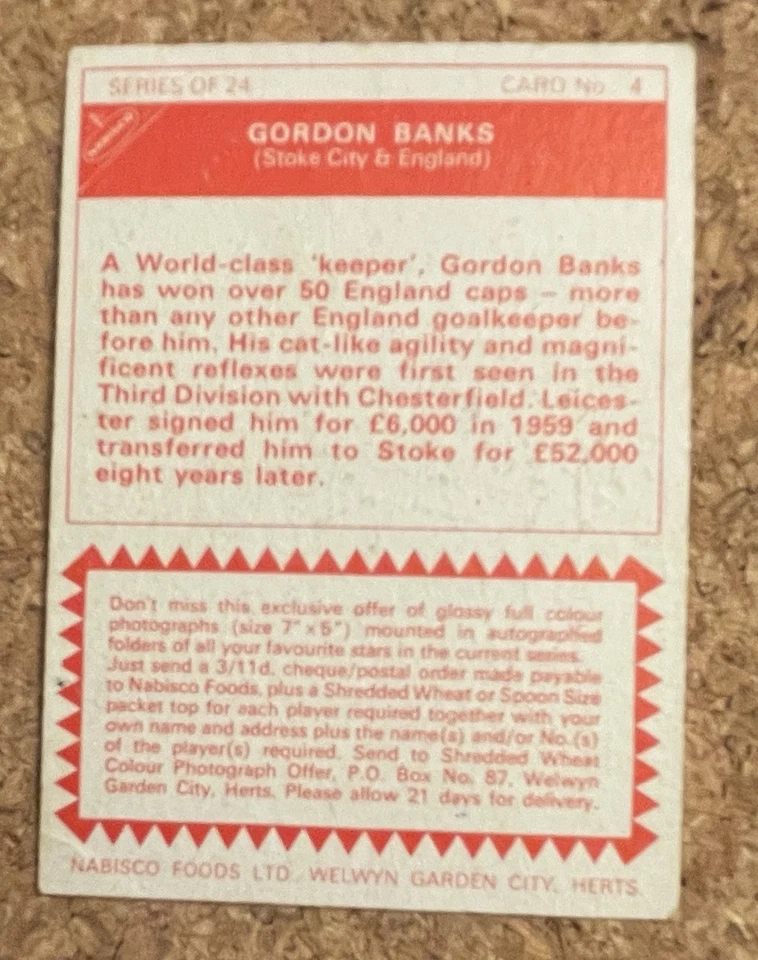 SERIES OF 24 CARD No. 4
NABISCO
GORDON BANKS
(Stoke City & England)
A World-class 'keeper', Gordon Banks
has won over 50 England caps – more
than any other England goalkeeper be-
fore him. His cat-like agility and magni-
ficent reflexes were first seen in the
Third Division with Chesterfield. Leices-
ter signed him for £6,000 in 1959 and
transferred him to Stoke for £52,000
eight years later.
Don't miss this exclusive offer of glossy full colour
photographs (size 7" x 5") mounted in autographed
folders of all your favourite stars in the current series.
Just send a 3/11d. cheque/postal order made payable
to Nabisco Foods, plus a Shredded Wheat or Spoon Size
packet top for each player required together with your
own name and address plus the name(s) and/or No.(s)
of the player(s) required. Send to Shredded Wheat
Colour Photograph Offer, P.O. Box No. 87, Welwyn
Garden City, Herts. Please allow 21 days for delivery.
NABISCO FOODS LTD. WELWYN GARDEN CITY, HERTS.